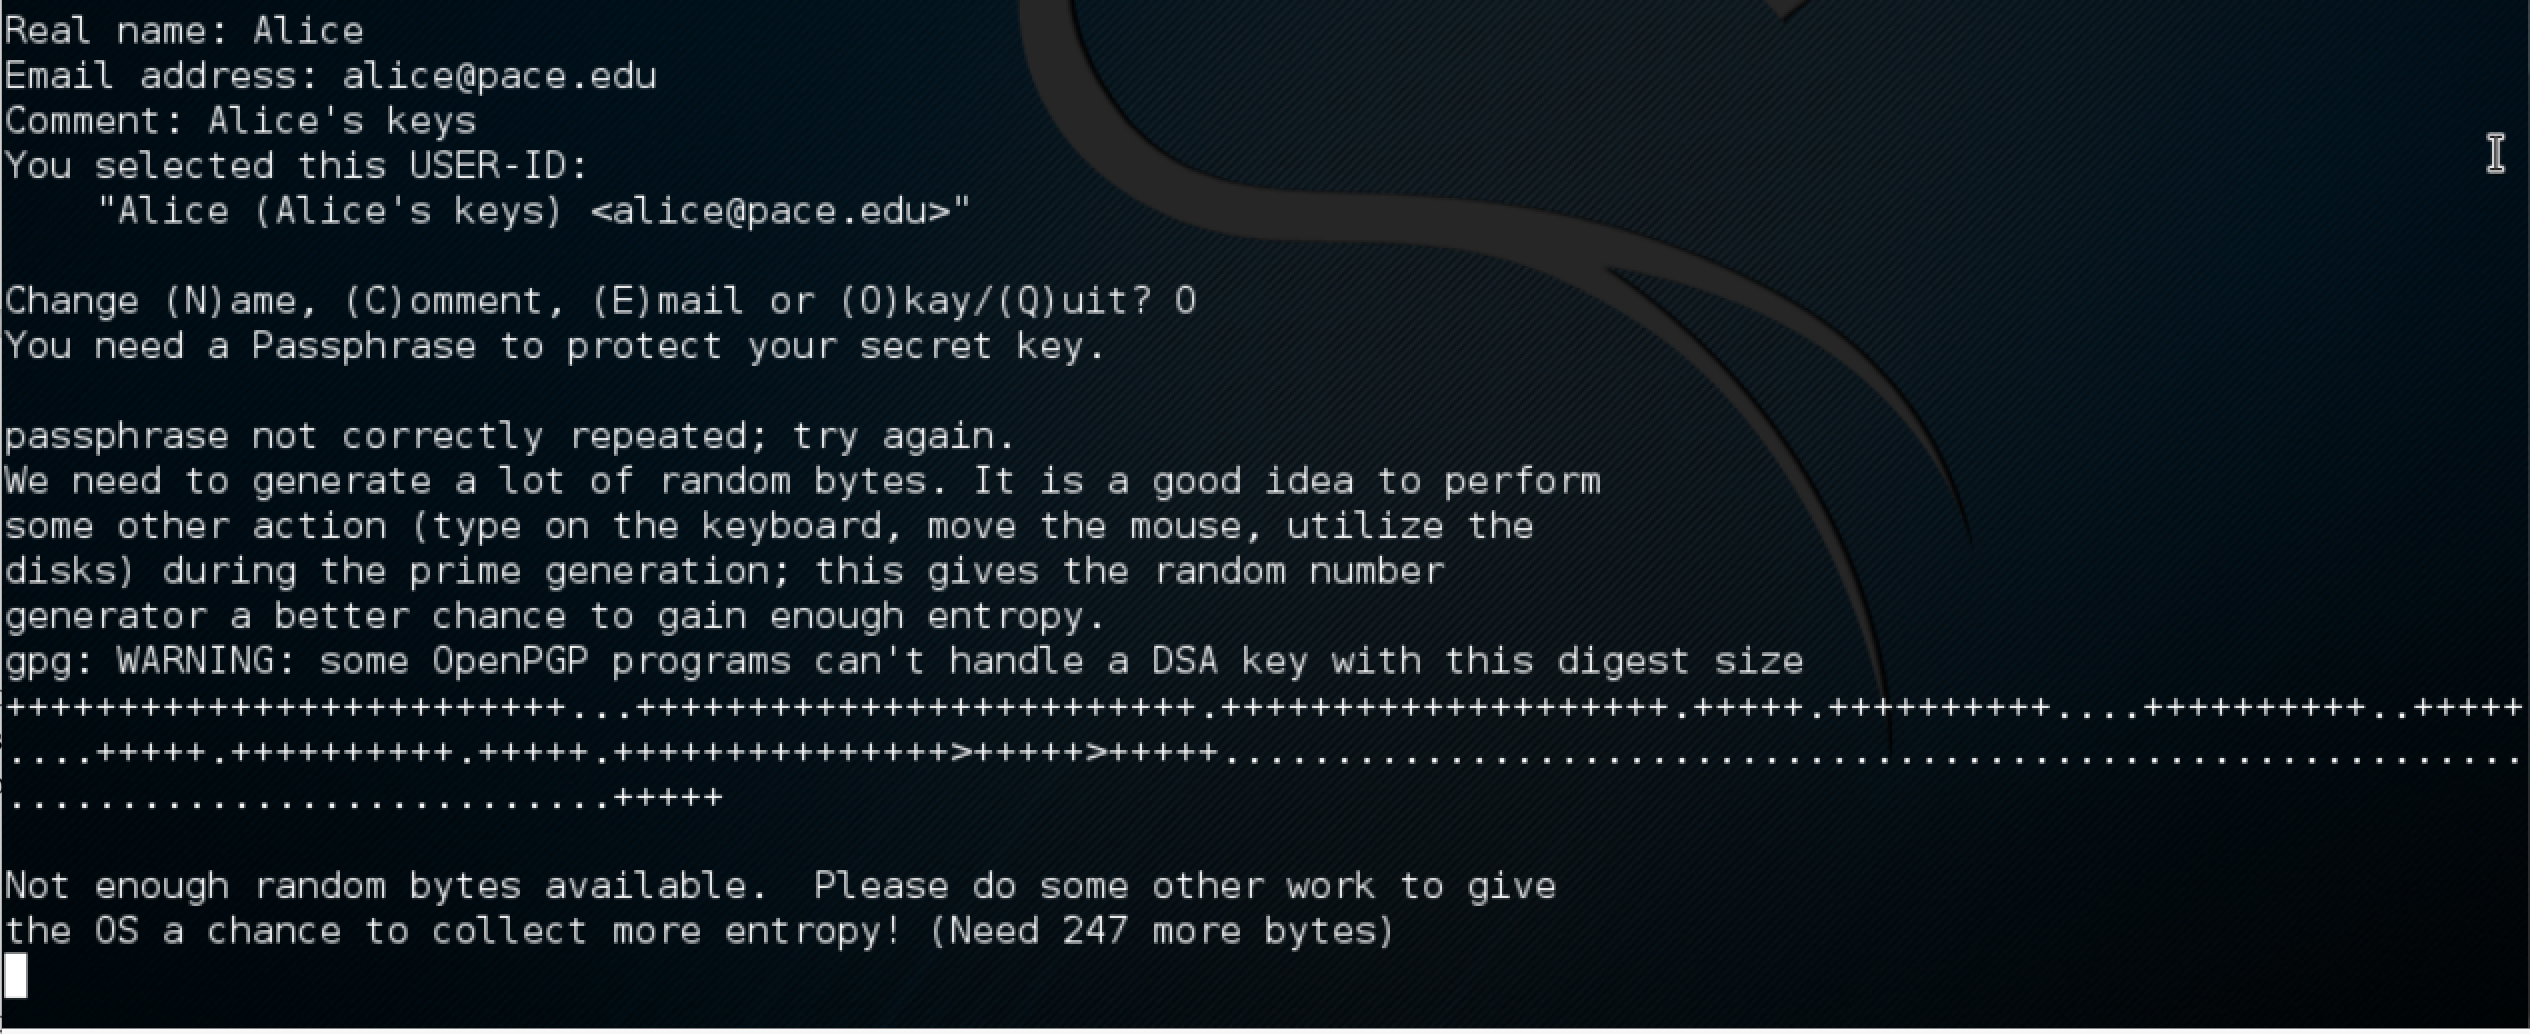 Real name: Alice
Email address: alice@pace.edu
Comment: Alice's keys
You selected this USER-ID:
    "Alice (Alice's keys) <alice@pace.edu>"
Change (N)ame, (C)omment, (E)mail or (O)kay/(Q)uit? O
You need a Passphrase to protect your secret key.
passphrase not correctly repeated; try again.
We need to generate a lot of random bytes. It is a good idea to perform
some other action (type on the keyboard, move the mouse, utilize the
disks) during the prime generation; this gives the random number
generator a better chance to gain enough entropy.
gpg: WARNING: some OpenPGP programs can't handle a DSA key with this digest size
+++++++++++++++++++++++++...+++++++++++++++++++++++++.++++++++++++++++++++.+++++.++++++++++....++++++++++..+++++
....+++++.++++++++++.+++++.+++++++++++++++>+++++>+++++..........................................................
...........................+++++
Not enough random bytes available.  Please do some other work to give
the OS a chance to collect more entropy! (Need 247 more bytes)